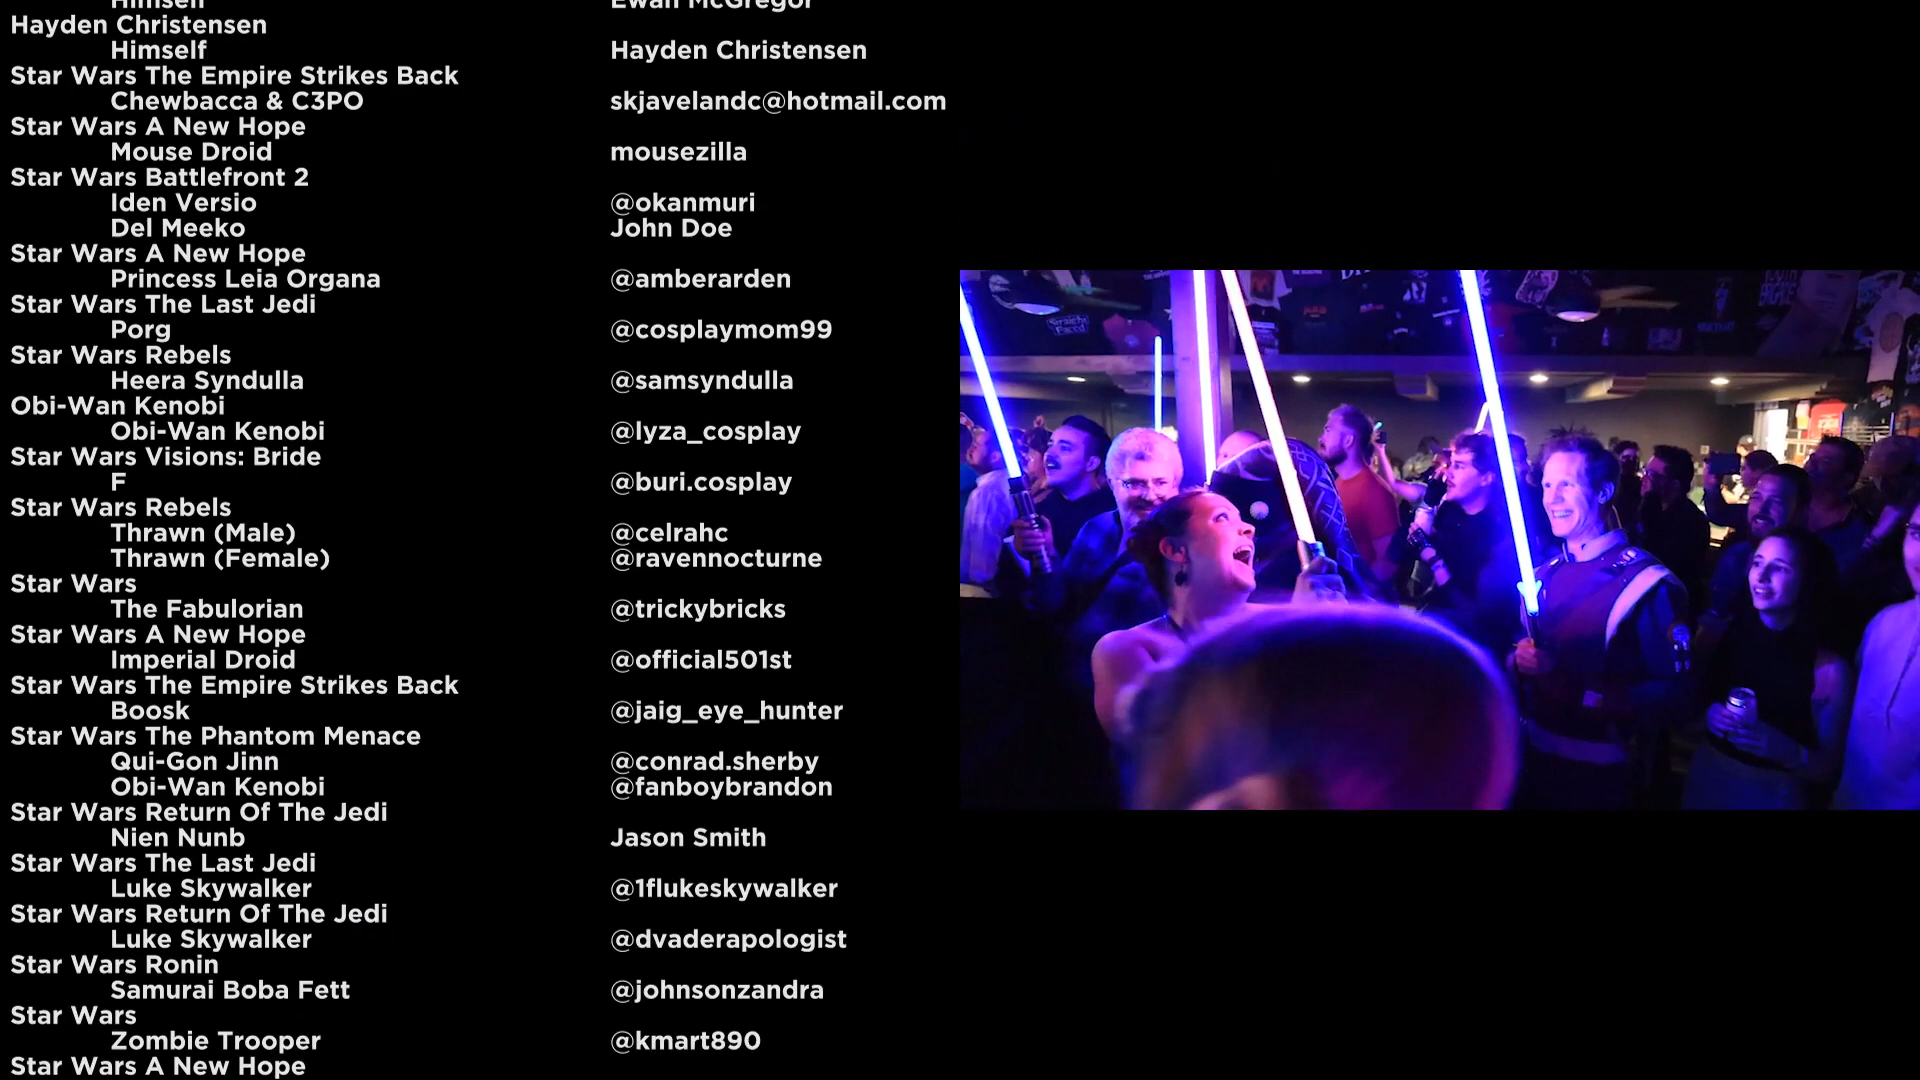 Himself Ewan McGregor
Hayden Christensen
Himself Hayden Christensen
Star Wars The Empire Strikes Back
Chewbacca & C3PO skjavelandc@hotmail.com
Star Wars A New Hope
Mouse Droid mousezilla
Star Wars Battlefront 2
Iden Versio @okanmuri
Del Meeko John Doe
Star Wars A New Hope
Princess Leia Organa @amberarden
Star Wars The Last Jedi
Porg @cosplaymom99
Star Wars Rebels
Heera Syndulla @samsyndulla
Obi-Wan Kenobi
Obi-Wan Kenobi @lyza_cosplay
Star Wars Visions: Bride
F @buri.cosplay
Star Wars Rebels
Thrawn (Male) @celrahc
Thrawn (Female) @ravennocturne
Star Wars
The Fabulorian @trickybricks
Star Wars A New Hope
Imperial Droid @official501st
Star Wars The Empire Strikes Back
Boosk @jaig_eye_hunter
Star Wars The Phantom Menace
Qui-Gon Jinn @conrad.sherby
Obi-Wan Kenobi @fanboybrandon
Star Wars Return Of The Jedi
Nien Nunb Jason Smith
Star Wars The Last Jedi
Luke Skywalker @1flukeskywalker
Star Wars Return Of The Jedi
Luke Skywalker @dvaderapologist
Star Wars Ronin
Samurai Boba Fett @johnsonzandra
Star Wars
Zombie Trooper @kmart890
Star Wars A New Hope
Straight
Faced